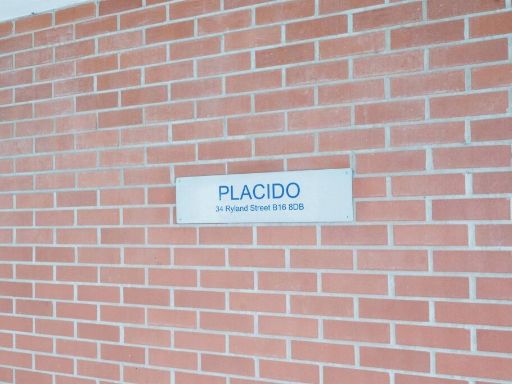 PLACIDO
34 Ryland Street B16 8DB